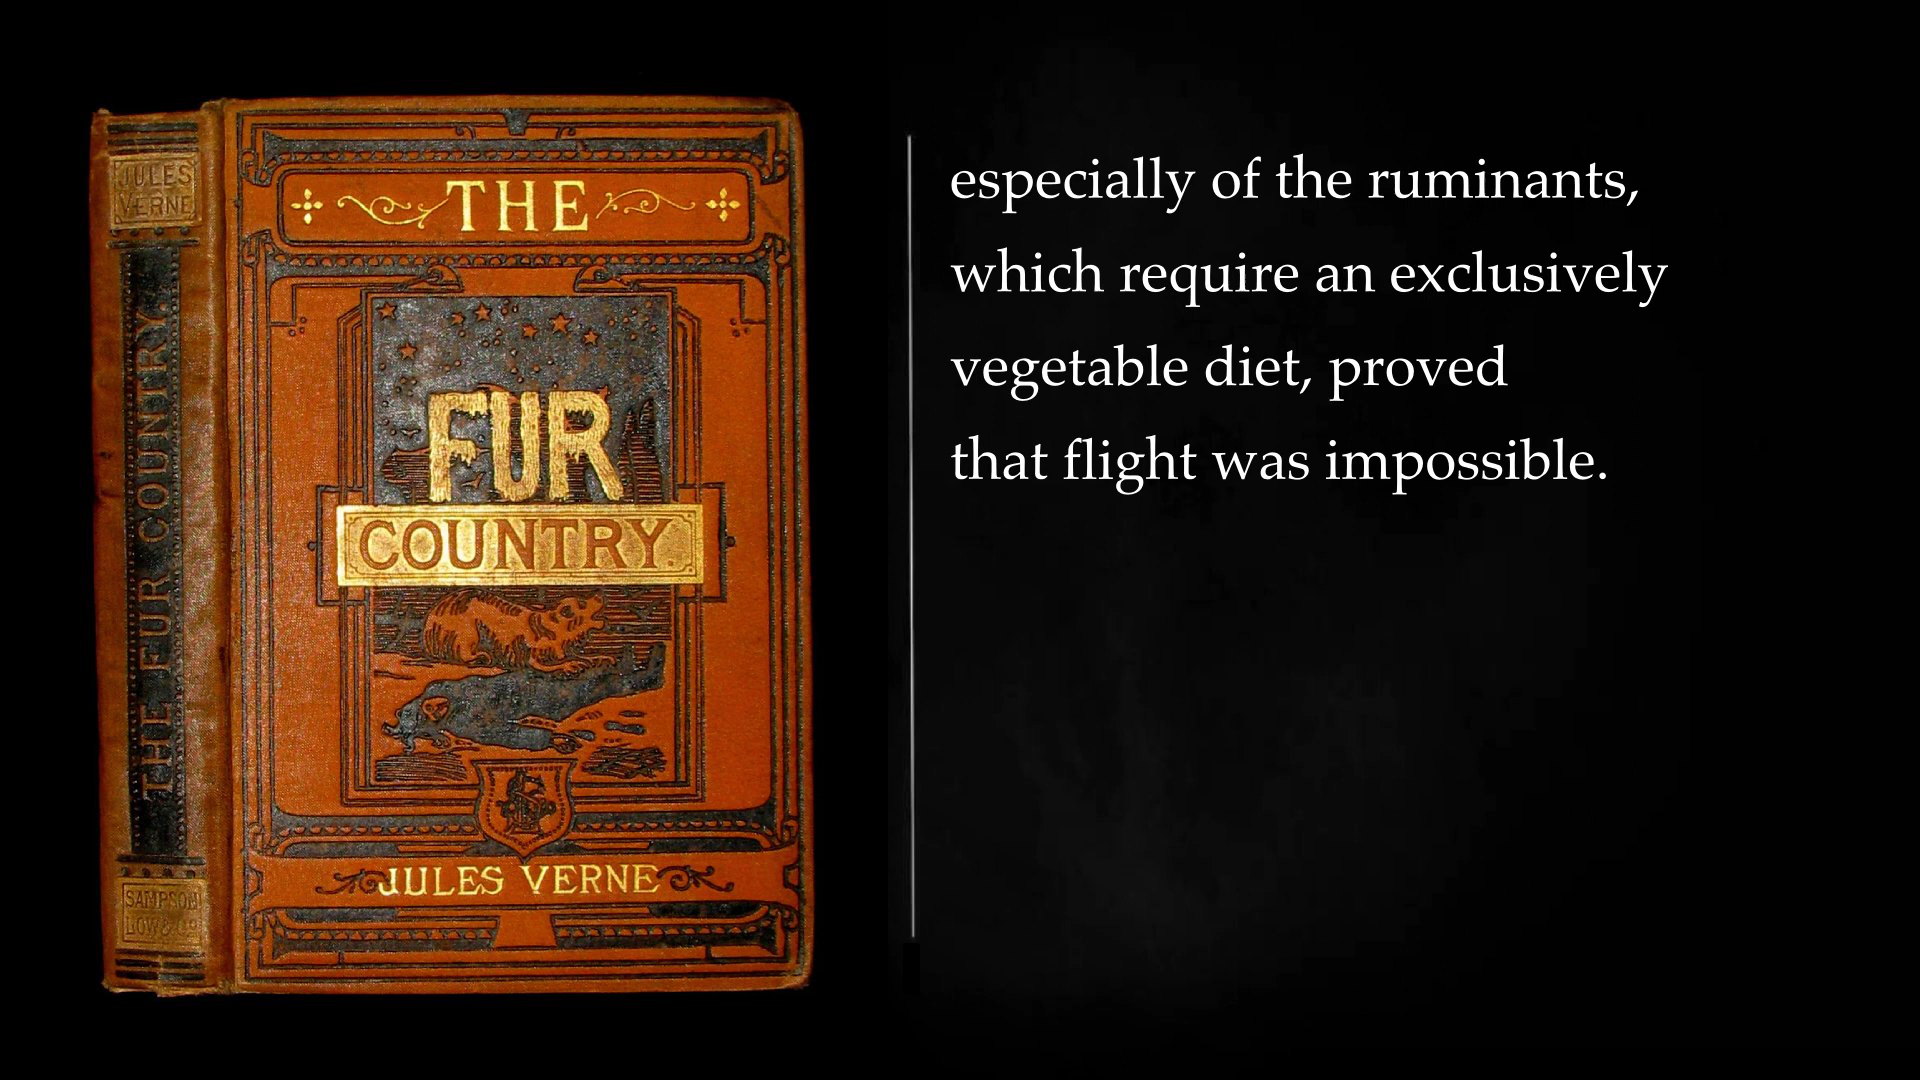 JULES
VERNE
THE FUR COUNTRY.
SAMPSON
LOW & Co
THE
FUR
COUNTRY.
JULES VERNE
especially of the ruminants,
which require an exclusively
vegetable diet, proved
that flight was impossible.